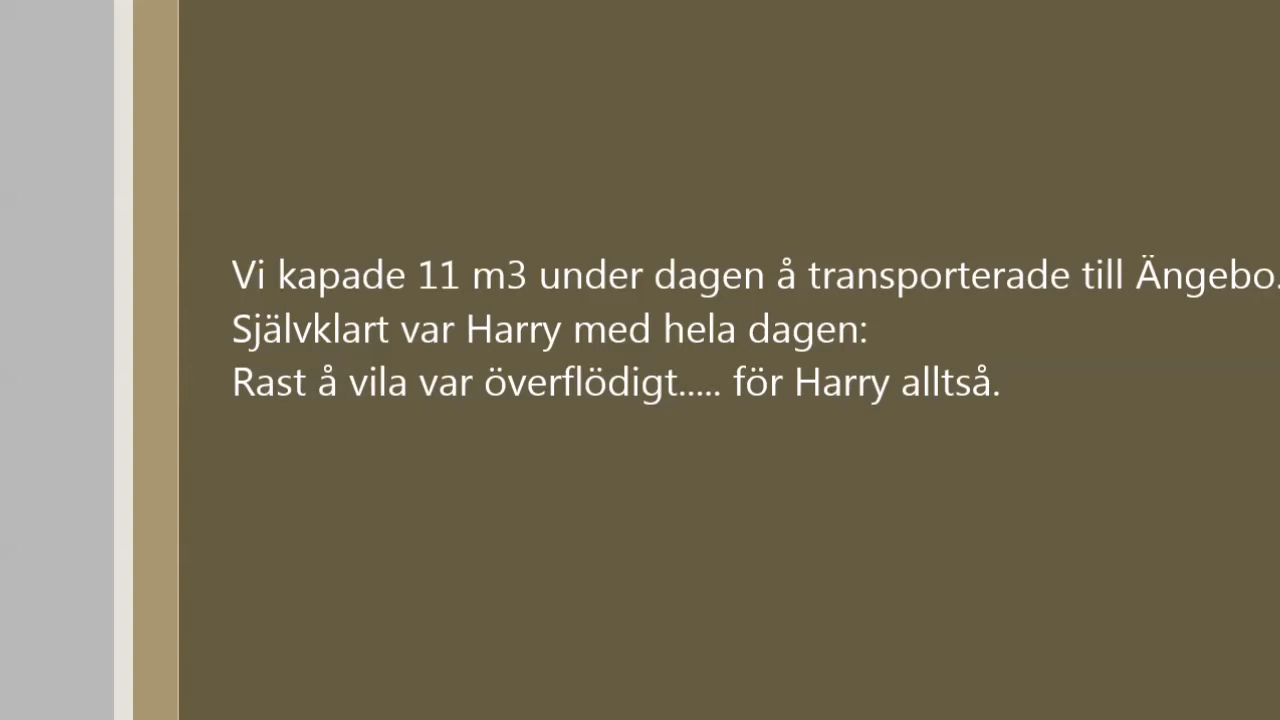 Vi kapade 11 m3 under dagen å transporterade till Ängebo.
Självklart var Harry med hela dagen:
Rast å vila var överflödigt..... för Harry alltså.